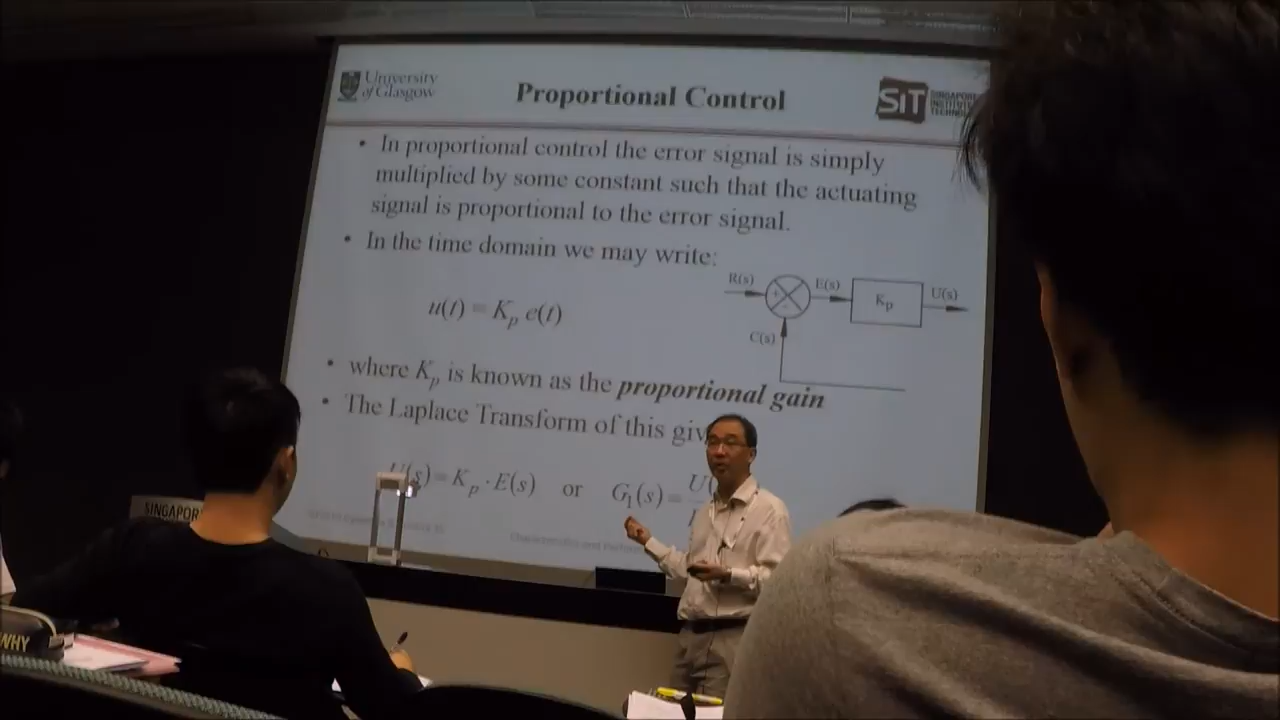 University
of Glasgow
Proportional Control
SiT
SINGAPORE
INSTITUTE
TECHNOL
• In proportional control the error signal is simply
multiplied by some constant such that the actuating
signal is proportional to the error signal.
• In the time domain we may write:
R(s)
+
-
E(s)
Kp
U(s)
C(s)
u(t) = Kp e(t)
• where Kp is known as the proportional gain
• The Laplace Transform of this giv
U(s) = Kp · E(s) or G1(s) = U(
SINGAPOR
WHY